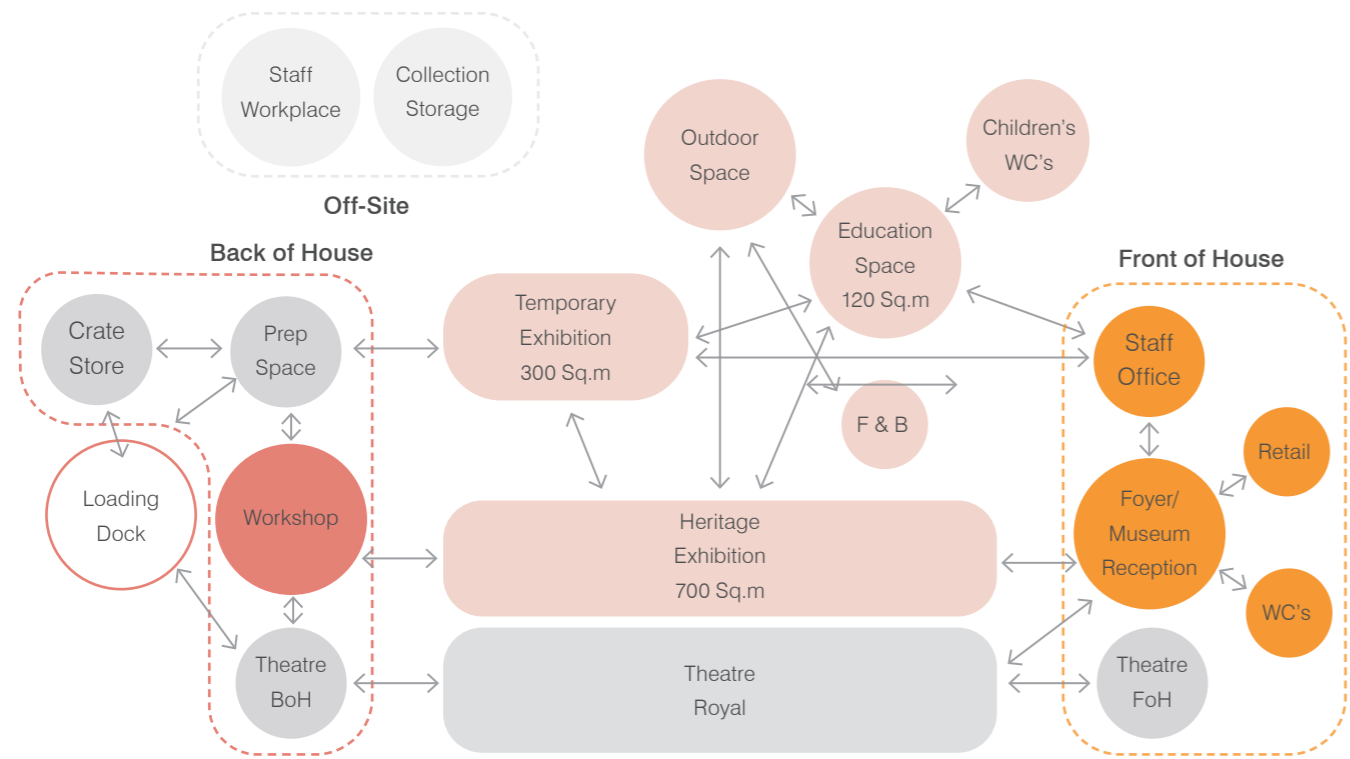 Staff
Workplace
Collection
Storage
Off-Site
Back of House
Crate
Store
Prep
Space
Loading
Dock
Workshop
Theatre
BoH
Temporary
Exhibition
300 Sq.m
Outdoor
Space
Education
Space
120 Sq.m
Children's
WC's
F & B
Heritage
Exhibition
700 Sq.m
Theatre
Royal
Front of House
Staff
Office
Foyer/
Museum
Reception
Retail
WC's
Theatre
FoH